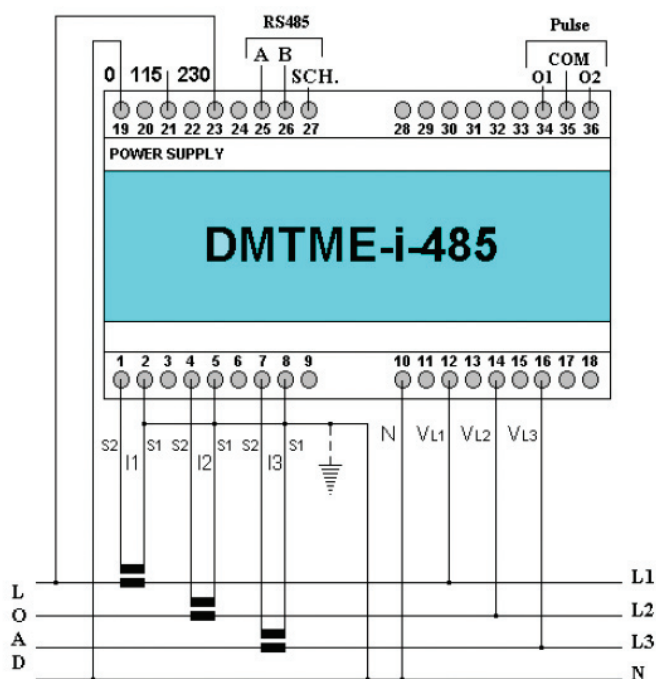 RS485 Pulse
A B COM
0 115 230 SCH. O1 O2
19 20 21 22 23 24 25 26 27 28 29 30 31 32 33 34 35 36
POWER SUPPLY
DMTME-i-485
1 2 3 4 5 6 7 8 9 10 11 12 13 14 15 16 17 18
N VL1 VL2 VL3
S2 S1 S2 S1 S2 S1
I1 I2 I3
L L1
O L2
A L3
D N